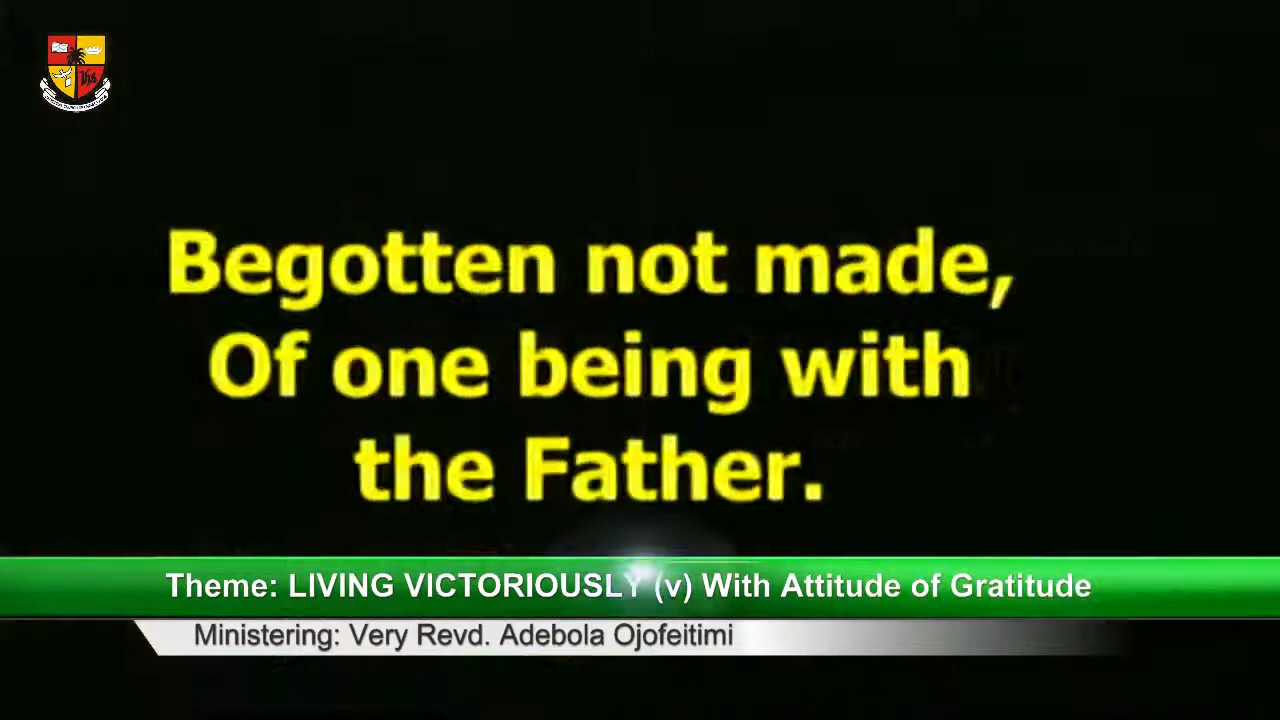 Ihs
Begotten not made,
Of one being with
the Father.
Theme: LIVING VICTORIOUSLY (v) With Attitude of Gratitude
Ministering: Very Revd. Adebola Ojofeitimi